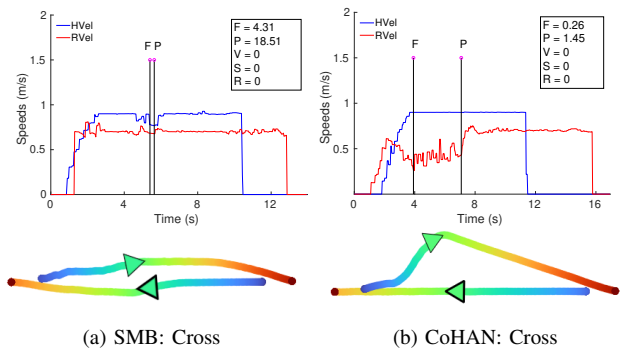 HVel
RVel
F P
F = 4.31
P = 18.51
V = 0
S = 0
R = 0
2
1.5
1
0.5
0
0 4 8 12
Speeds (m/s)
Time (s)
(a) SMB: Cross
HVel
RVel
F P
F = 0.26
P = 1.45
V = 0
S = 0
R = 0
2
1.5
1
0.5
0 4 8 12 16
Speeds (m/s)
Time (s)
(b) CoHAN: Cross